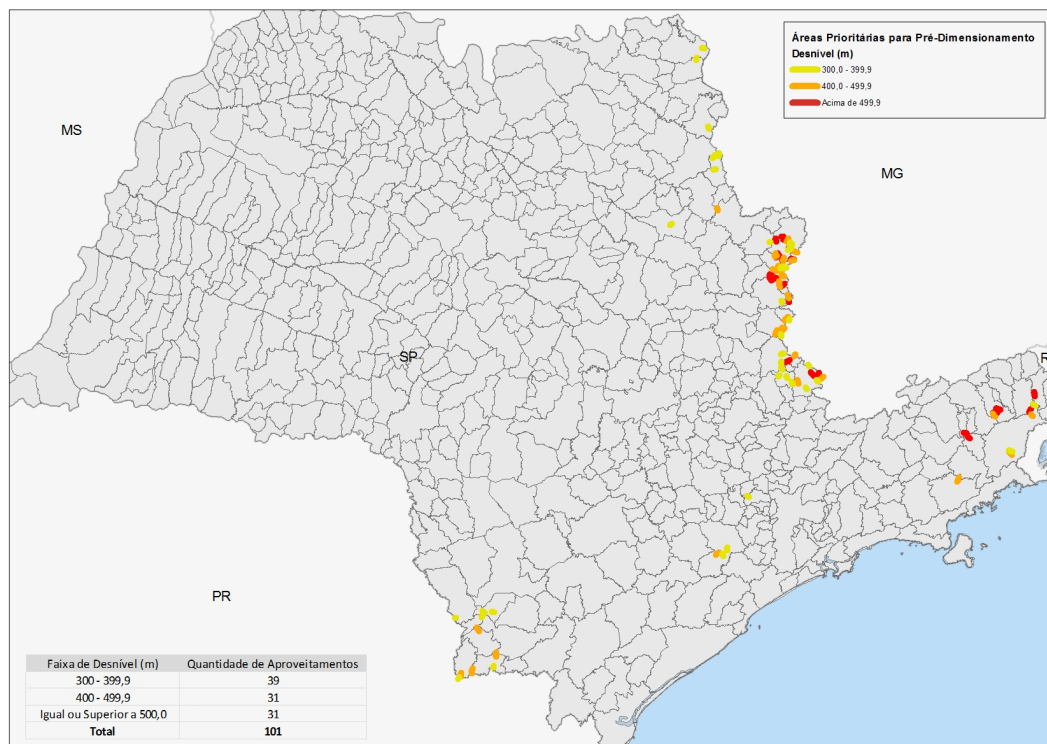 Áreas Prioritárias para Pré-Dimensionamento
Desnível (m)
300,0 - 399,9
400,0 - 499,9
Acima de 499,9
MS
MG
SP
R
PR
Faixa de Desnível (m) Quantidade de Aproveitamentos
300 - 399,9 39
400 - 499,9 31
Igual ou Superior a 500,0 31
Total 101